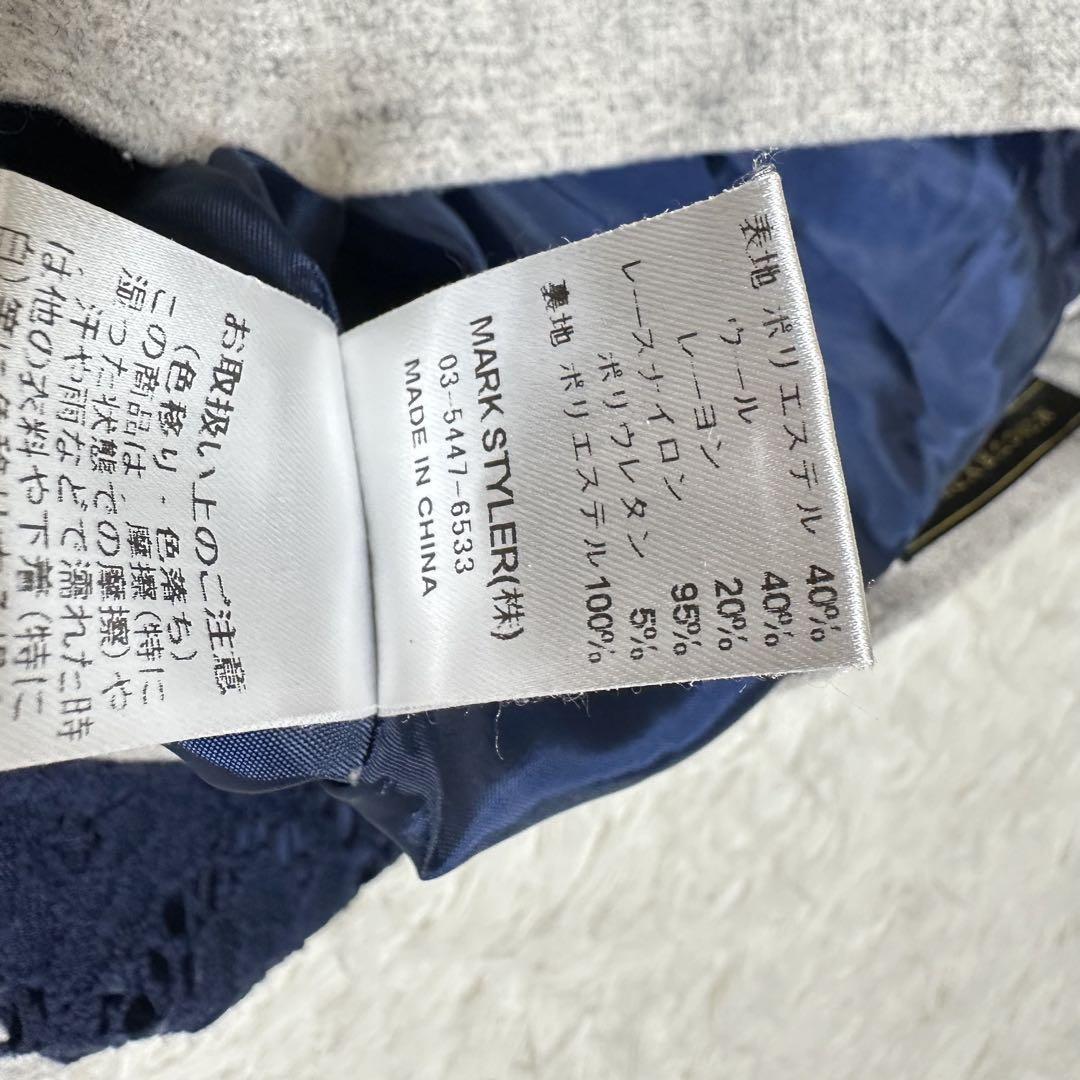 表地 ポリエステル 40%
ウール 40%
レーヨン 20%
レースナイロン 95%
ポリウレタン 5%
裏地 ポリエステル 100%
MARK STYLER(株)
03-5447-6533
MADE IN CHINA
お取扱い上のご注意
(色移り・色落ち)
この商品は、摩擦(特に
湿った状態での摩擦)や
汗や雨などで濡れた時
は他の衣料や下着(特に
白)等に